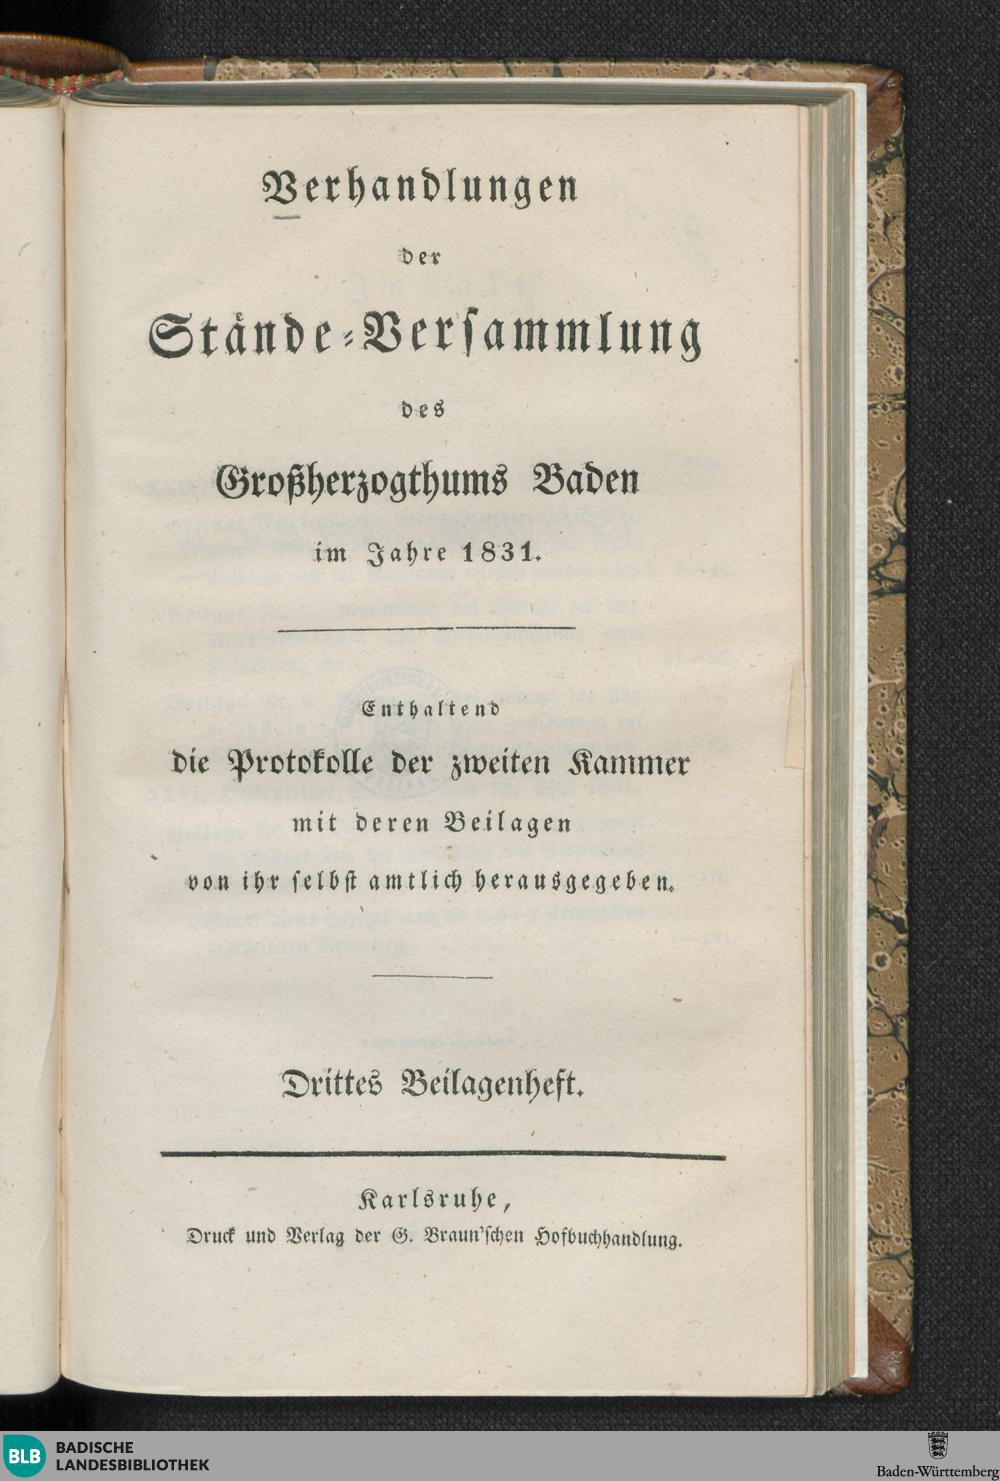 Verhandlungen
der
Stände-Versammlung
des
Großherzogthums Baden
im Jahre 1831.
Enthaltend
die Protokolle der zweiten Kammer
mit deren Beilagen
von ihr selbst amtlich herausgegeben.
Drittes Beilagenheft.
Karlsruhe,
Druck und Verlag der G. Braun'schen Hofbuchhandlung.
BLB
BADISCHE
LANDESBIBLIOTHEK
Baden-Württemberg